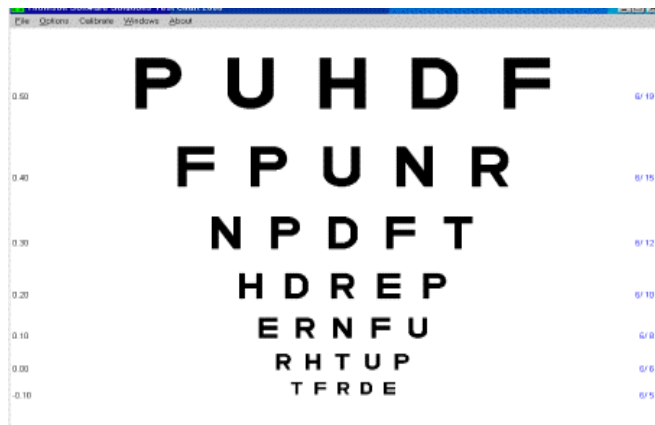 File Options Calibrate Windows About
0.50 P U H D F 6/19
0.40 F P U N R 6/15
0.30 N P D F T 6/12
0.20 H D R E P 6/10
0.10 E R N F U 6/8
0.00 R H T U P 6/6
-0.10 T F R D E 6/5